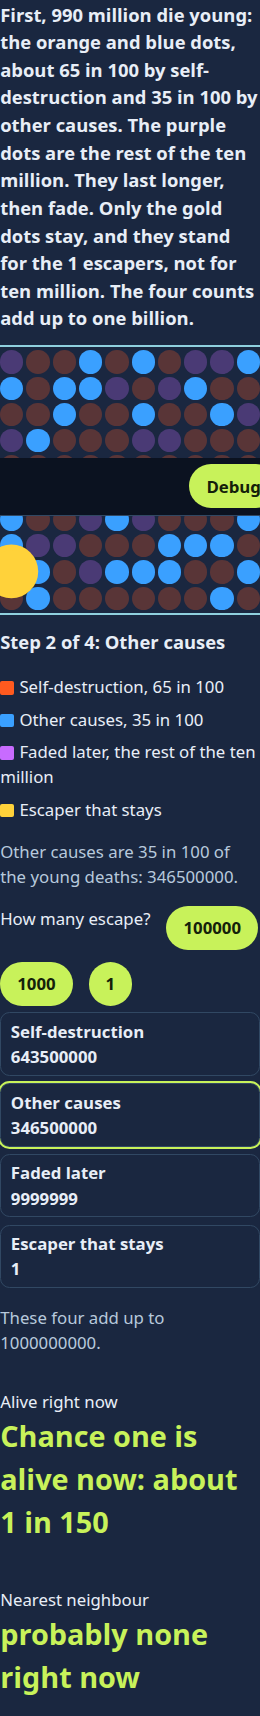 First, 990 million die young:
the orange and blue dots,
about 65 in 100 by self-
destruction and 35 in 100 by
other causes. The purple
dots are the rest of the ten
million. They last longer,
then fade. Only the gold
dots stay, and they stand
for the 1 escapers, not for
ten million. The four counts
add up to one billion.
Debug
Step 2 of 4: Other causes
Self-destruction, 65 in 100
Other causes, 35 in 100
Faded later, the rest of the ten
million
Escaper that stays
Other causes are 35 in 100 of
the young deaths: 346500000.
How many escape? 100000
1000 1
Self-destruction
643500000
Other causes
346500000
Faded later
9999999
Escaper that stays
1
These four add up to
1000000000.
Alive right now
Chance one is
alive now: about
1 in 150
Nearest neighbour
probably none
right now